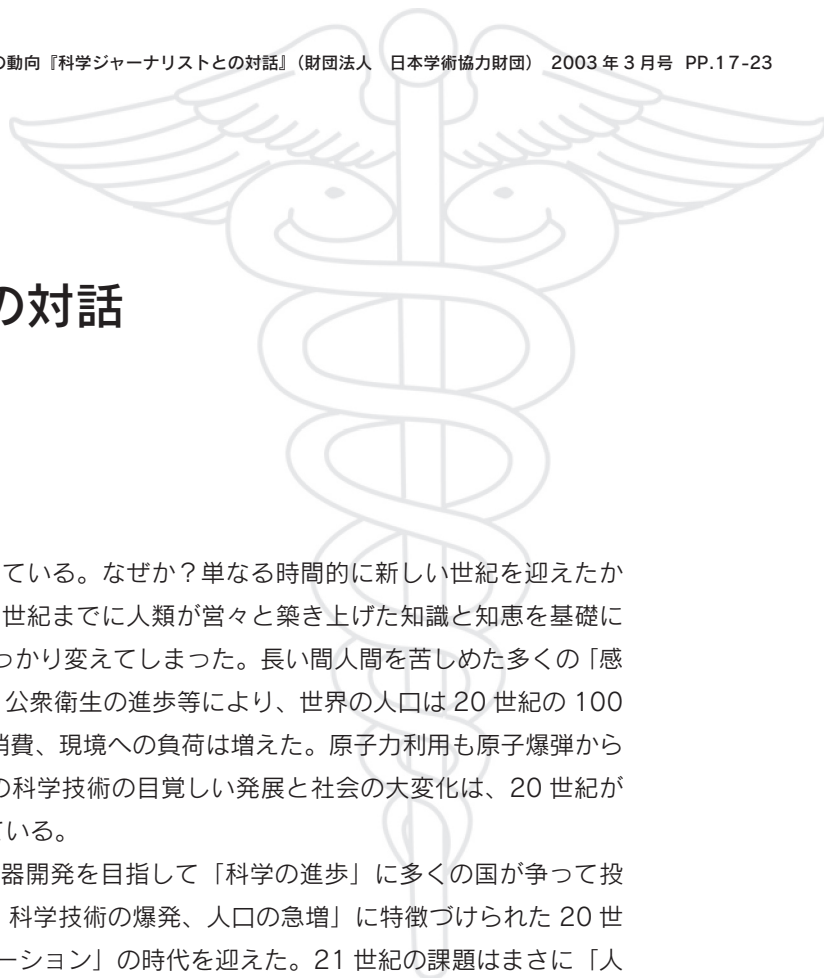 の動向『科学ジャーナリストとの対話』（財団法人　日本学術協力財団） 2003 年 3 月号 PP.17-23
の対話
ている。なぜか？単なる時間的に新しい世紀を迎えたか
世紀までに人類が営々と築き上げた知識と知恵を基礎に
っかり変えてしまった。長い間人間を苦しめた多くの「感
公衆衛生の進歩等により、世界の人口は 20 世紀の 100
消費、現境への負荷は増えた。原子力利用も原子爆弾から
の科学技術の目覚しい発展と社会の大変化は、20 世紀が
ている。
器開発を目指して「科学の進歩」に多くの国が争って投
科学技術の爆発、人口の急増」に特徴づけられた 20 世
ーション」の時代を迎えた。21 世紀の課題はまさに「人